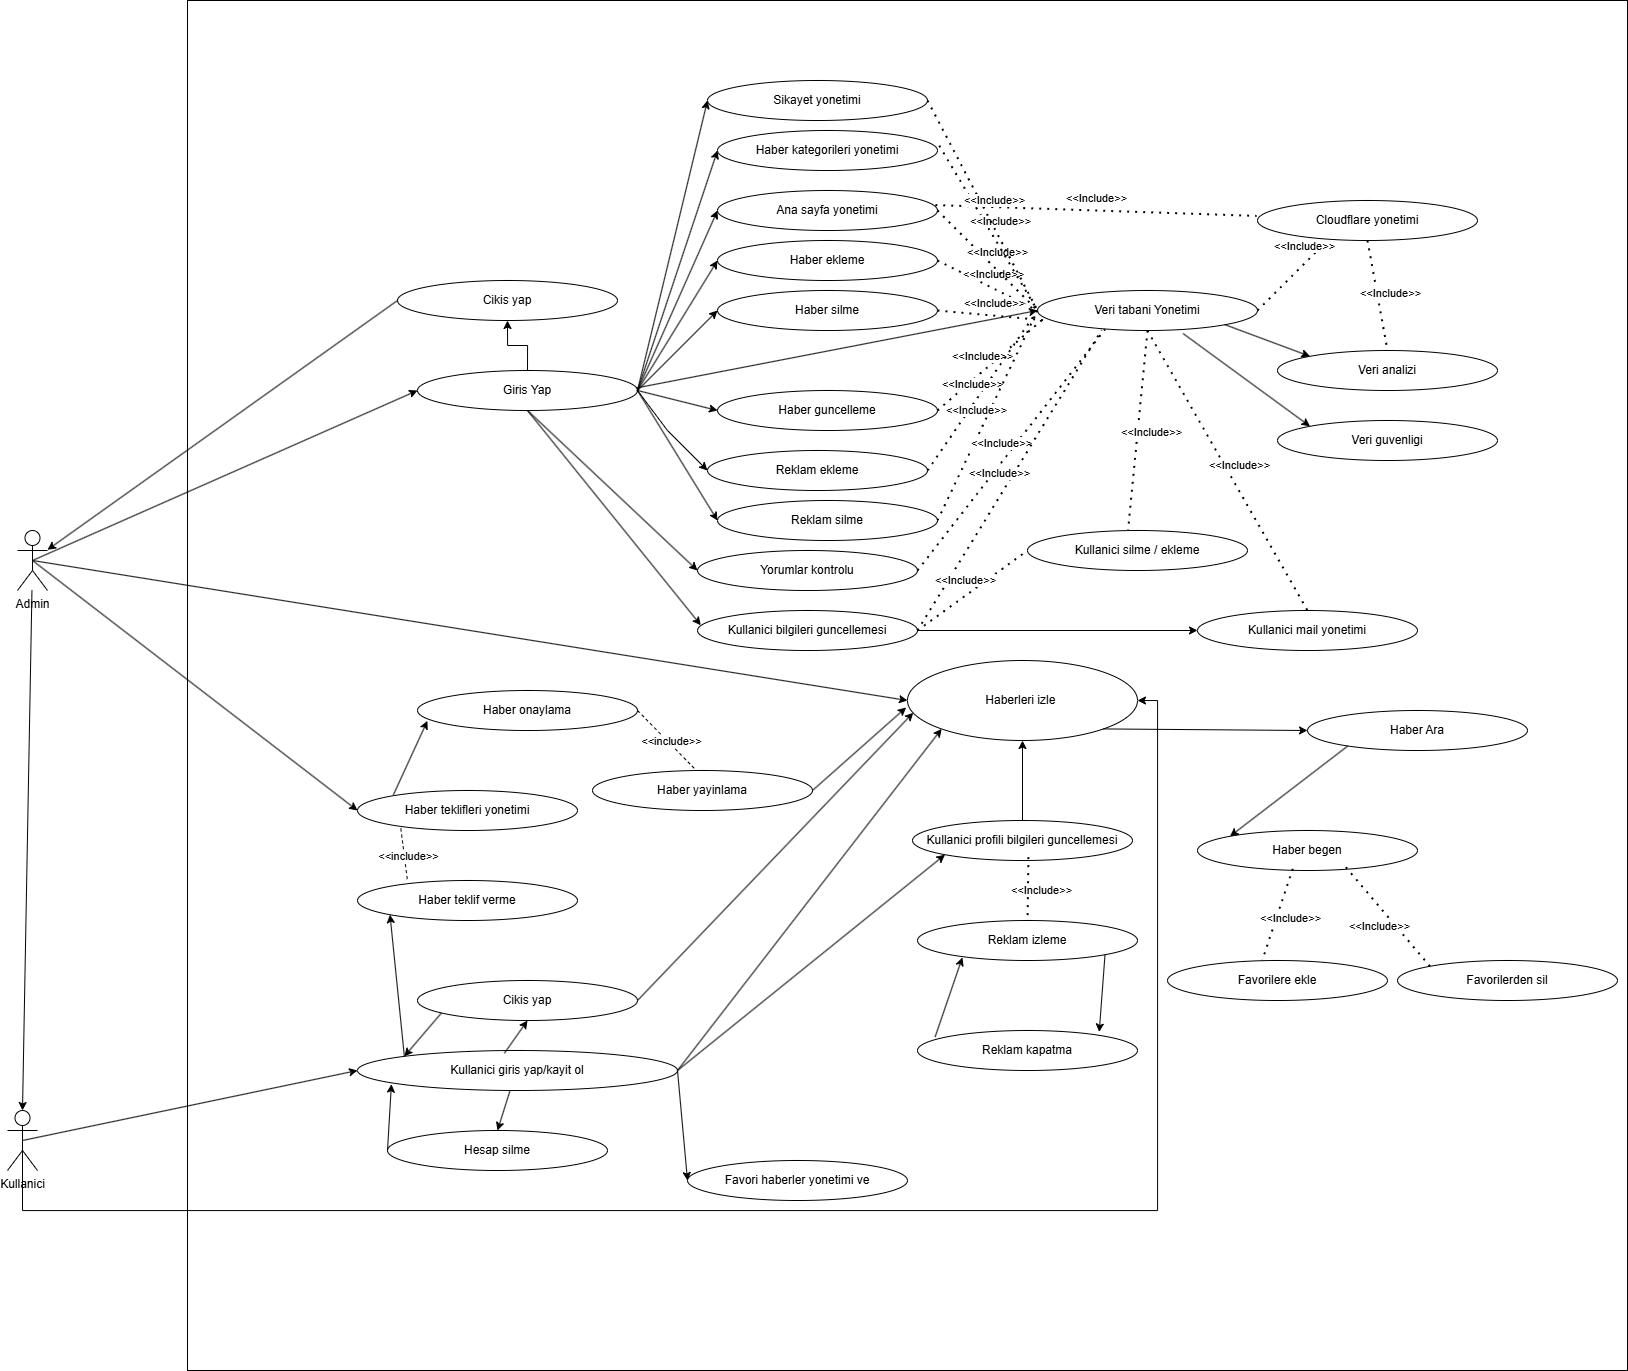 Sikayet yonetimi
Haber kategorileri yonetimi
<<Include>>
<<Include>>
Ana sayfa yonetimi
Cloudflare yonetimi
<<Include>>
<<Include>>
<<Include>>
Haber ekleme
<<Include>>
<<Include>>
Cikis yap
<<Include>>
Haber silme
Veri tabani Yonetimi
<<Include>>
Veri analizi
<<Include>>
Giris Yap
Haber guncelleme
<<Include>>
<<Include>>
Veri guvenligi
<<Include>>
<<Include>>
<<Include>>
Reklam ekleme
Reklam silme
Kullanici silme / ekleme
Yorumlar kontrolu
<<Include>>
Admin
Kullanici bilgileri guncellemesi
Kullanici mail yonetimi
Haberleri izle
Haber onaylama
Haber Ara
<<include>>
Haber yayinlama
Haber teklifleri yonetimi
Kullanici profili bilgileri guncellemesi
Haber begen
<<include>>
<<Include>>
Haber teklif verme
<<Include>>
<<Include>>
Reklam izleme
Favorilere ekle
Favorilerden sil
Cikis yap
Reklam kapatma
Kullanici giris yap/kayit ol
Hesap silme
Kullanici
Favori haberler yonetimi ve